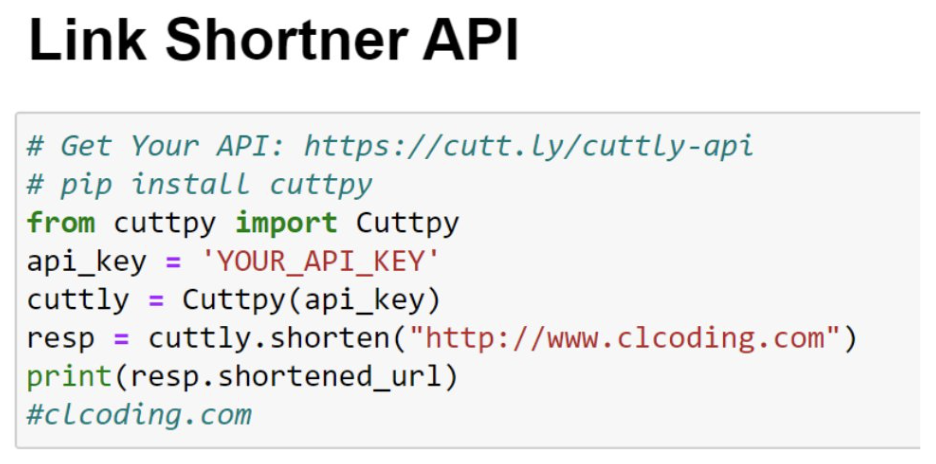 Link Shortner API
# Get Your API: https://cutt.ly/cuttly-api
# pip install cuttpy
from cuttpy import Cuttpy
api_key = 'YOUR_API_KEY'
cuttly = Cuttpy(api_key)
resp = cuttly.shorten("http://www.clcoding.com")
print(resp.shortened_url)
#clcoding.com